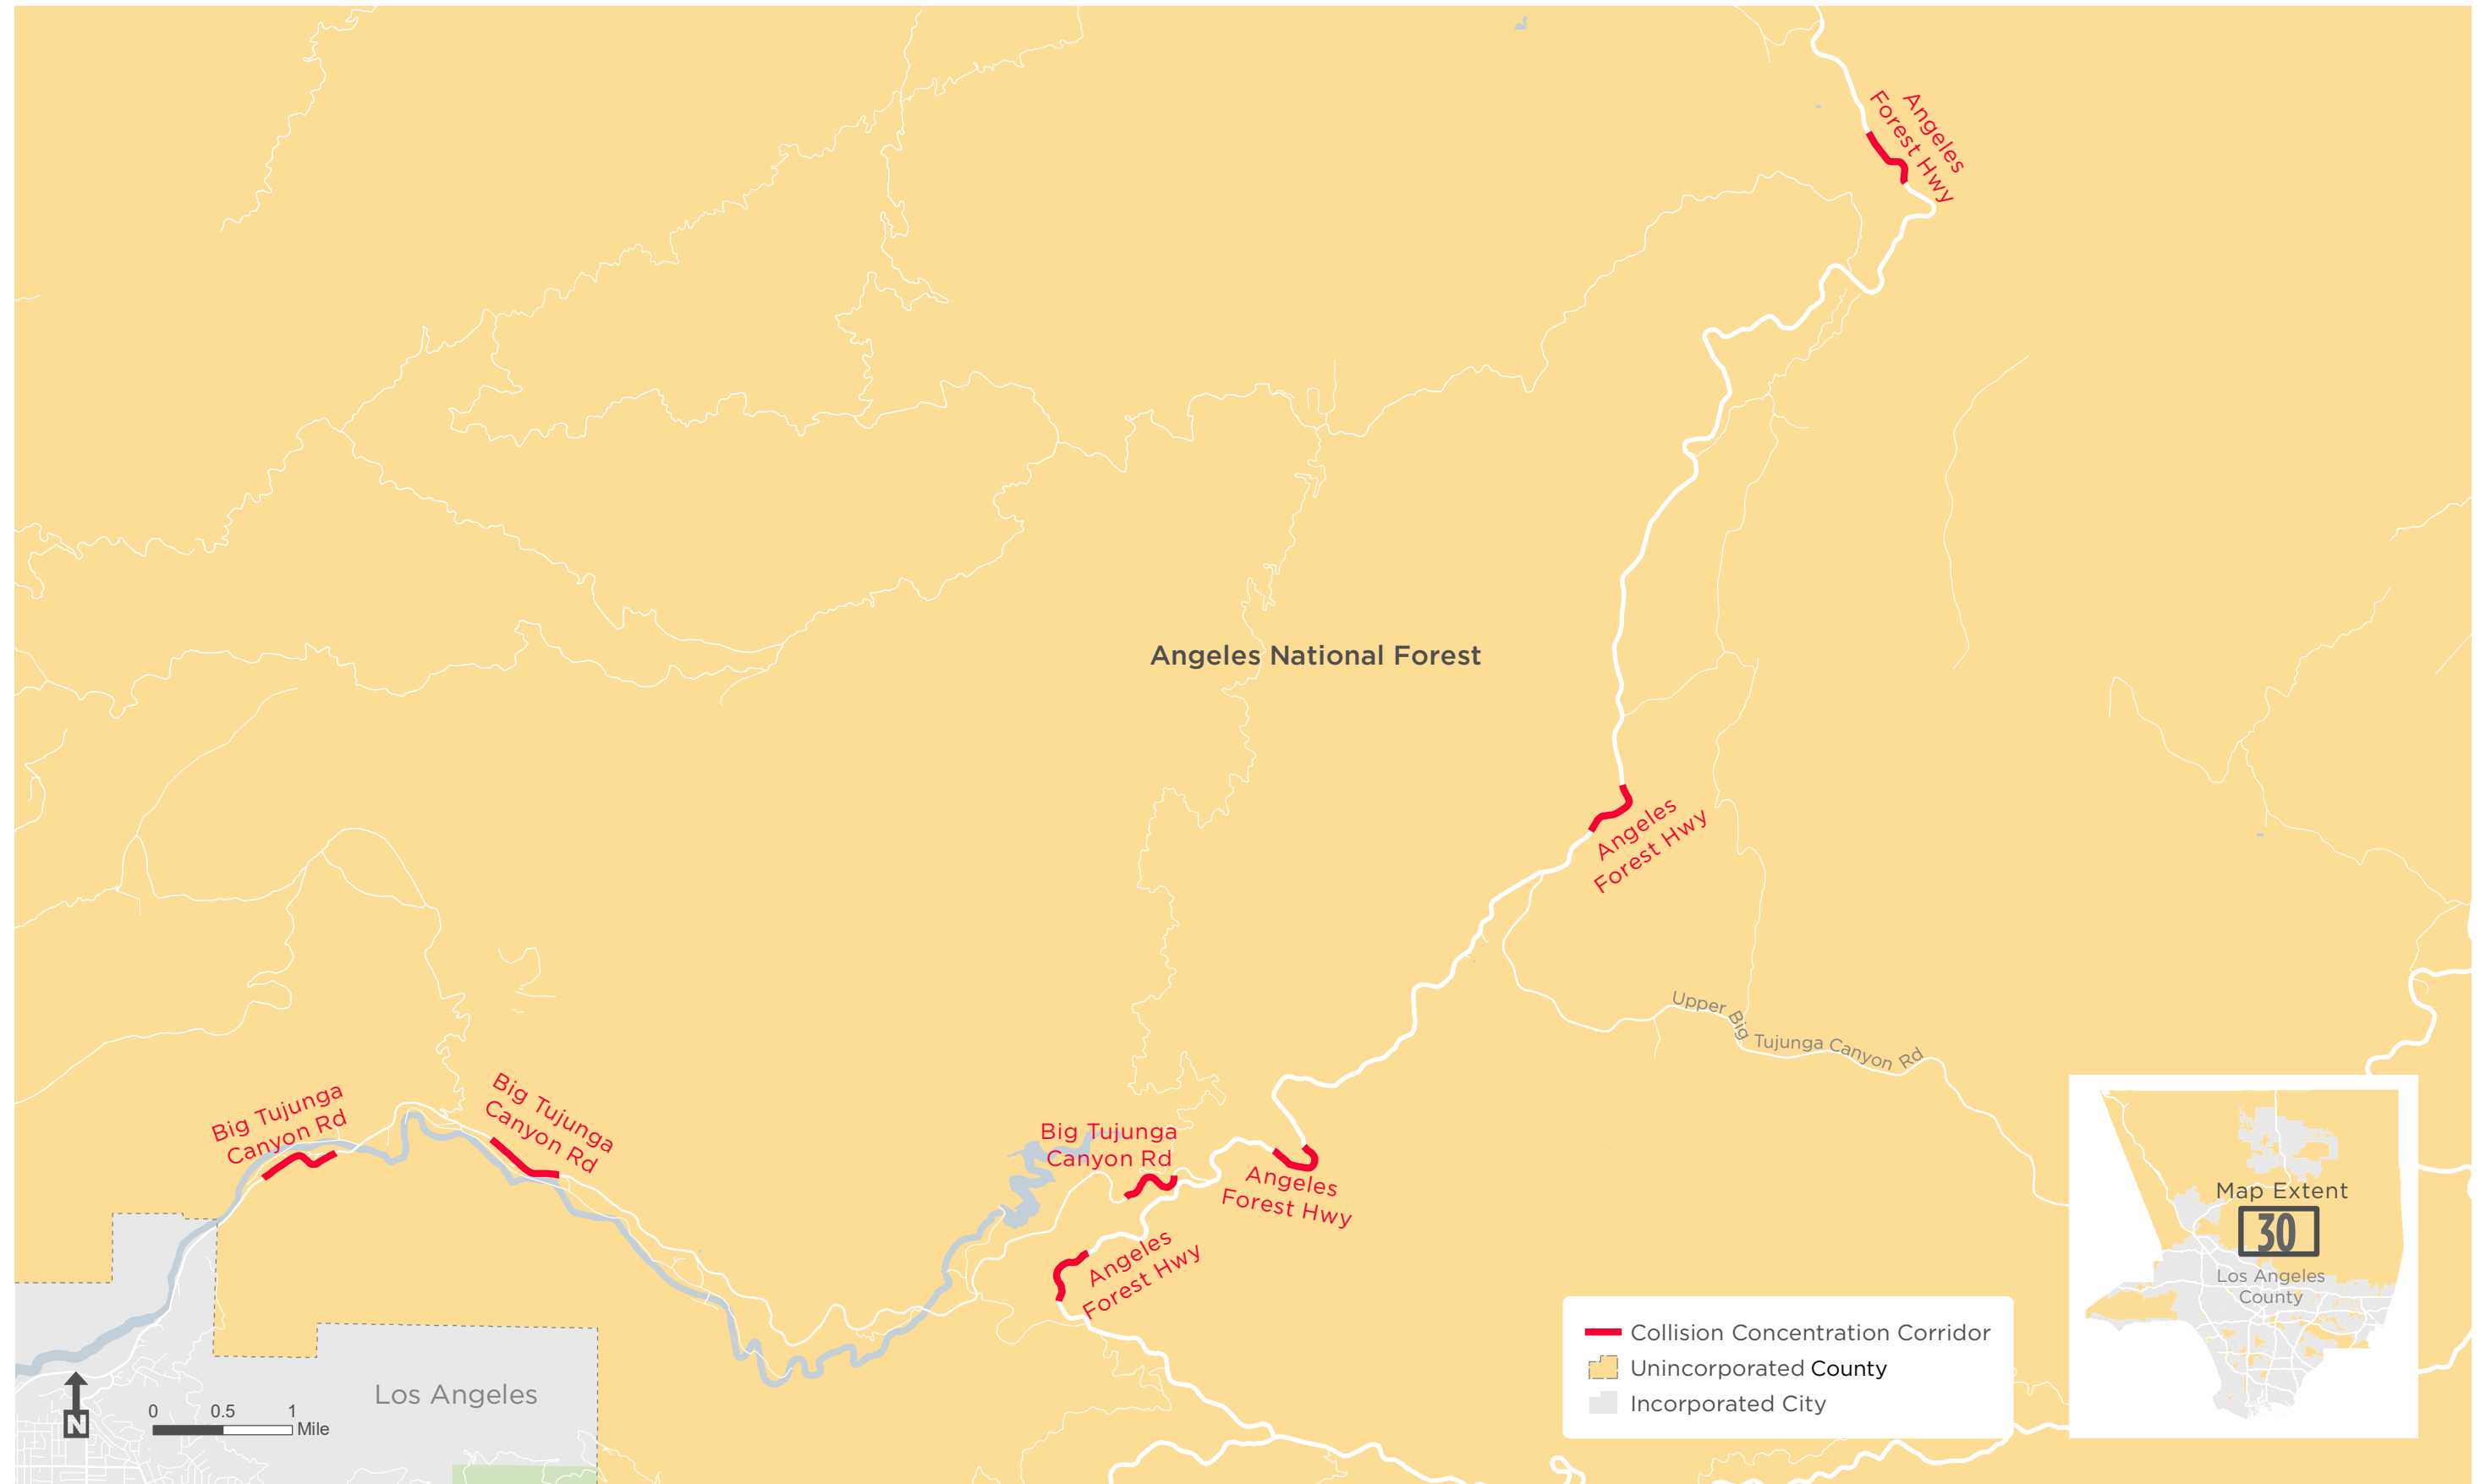 Angeles
Forest Hwy
Angeles National Forest
Angeles
Forest Hwy
Upper Big Tujunga Canyon Rd
Big Tujunga
Canyon Rd
Big Tujunga
Canyon Rd
Big Tujunga
Canyon Rd
Angeles
Forest Hwy
Angeles
Forest Hwy
Los Angeles
N
0 0.5 1
Mile
Collision Concentration Corridor
Unincorporated County
Incorporated City
Map Extent
30
Los Angeles
County